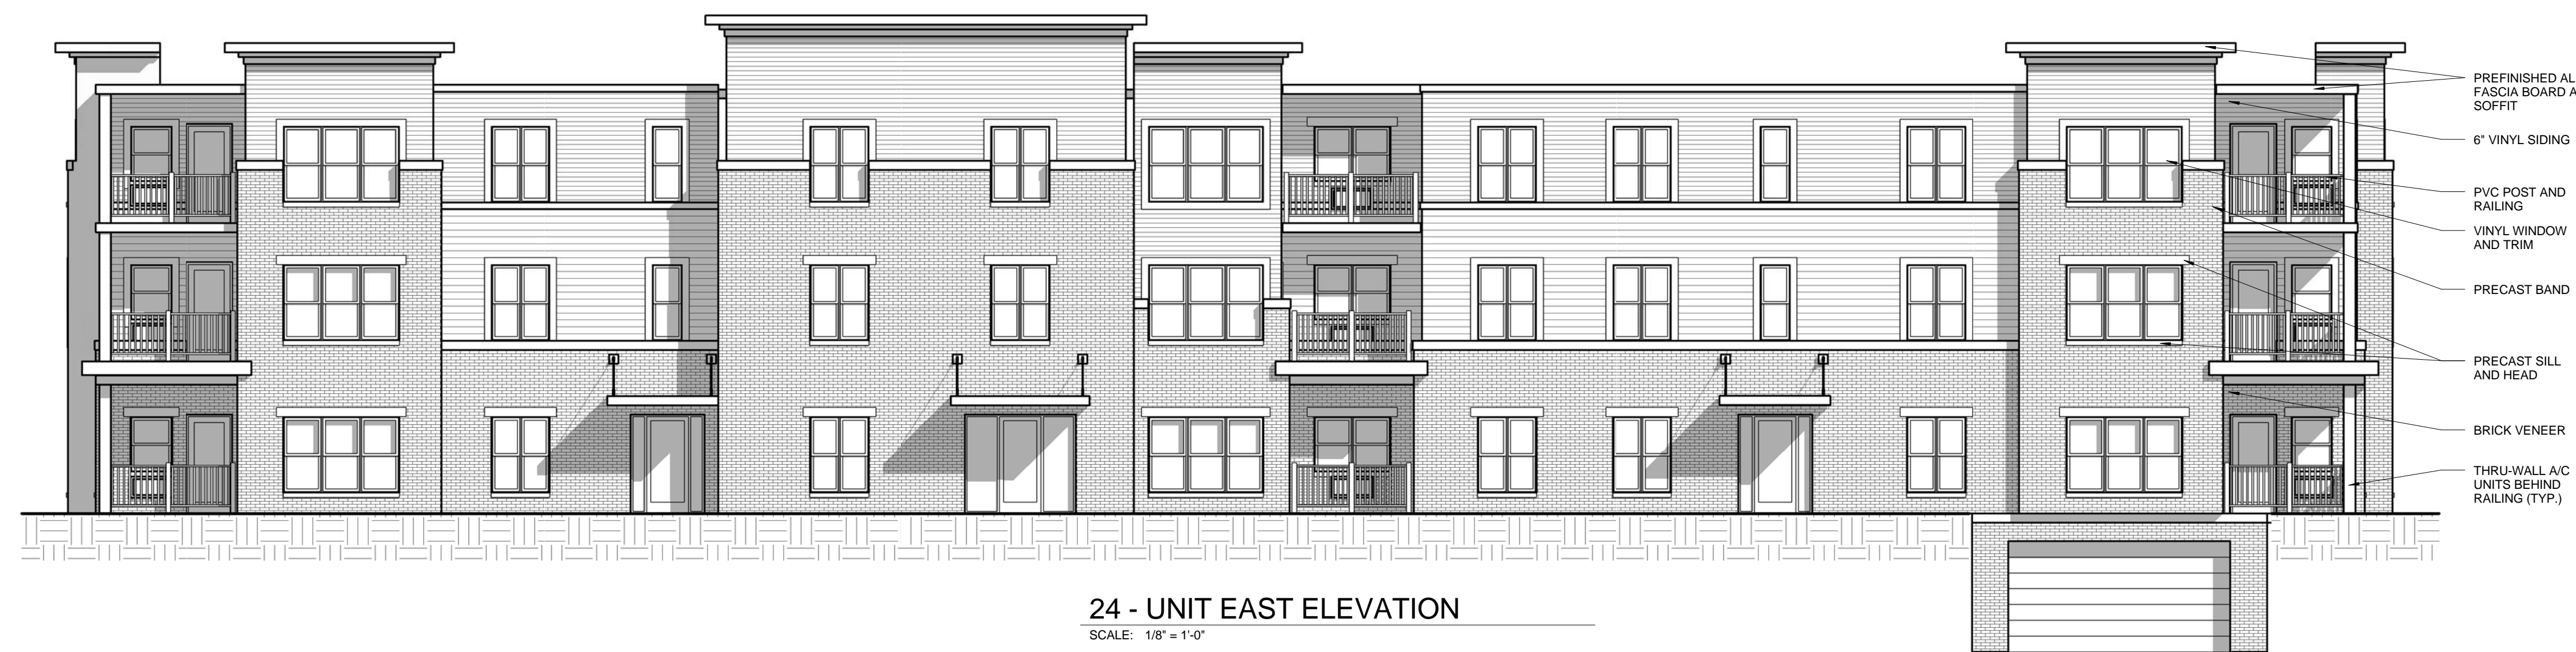 PREFINISHED AL
FASCIA BOARD A
SOFFIT
6" VINYL SIDING
PVC POST AND
RAILING
VINYL WINDOW
AND TRIM
PRECAST BAND
PRECAST SILL
AND HEAD
BRICK VENEER
THRU-WALL A/C
UNITS BEHIND
RAILING (TYP.)
24 - UNIT EAST ELEVATION
SCALE: 1/8" = 1'-0"